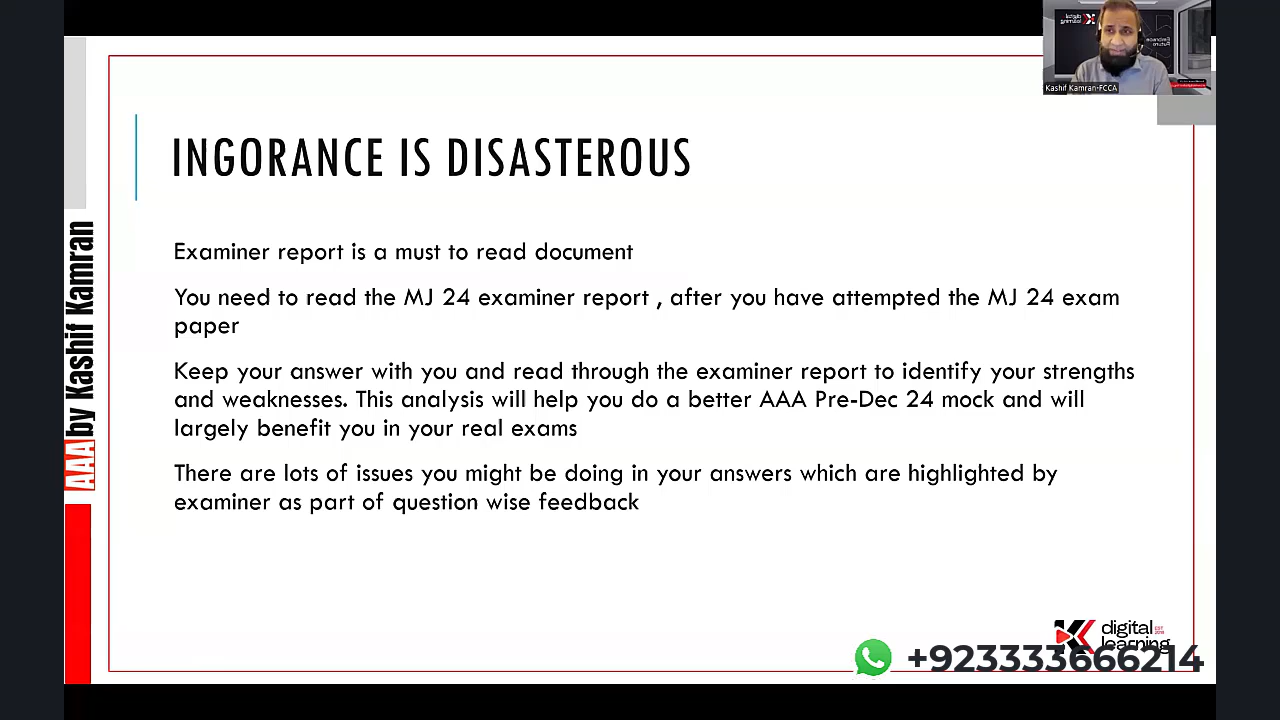 INGORANCE IS DISASTEROUS
Examiner report is a must to read document
You need to read the MJ 24 examiner report , after you have attempted the MJ 24 exam
paper
Keep your answer with you and read through the examiner report to identify your strengths
and weaknesses. This analysis will help you do a better AAA Pre-Dec 24 mock and will
largely benefit you in your real exams
There are lots of issues you might be doing in your answers which are highlighted by
examiner as part of question wise feedback
AAA by Kashif Kamran
Kashif Kamran-FCCA
K digital
learning
+923333666214